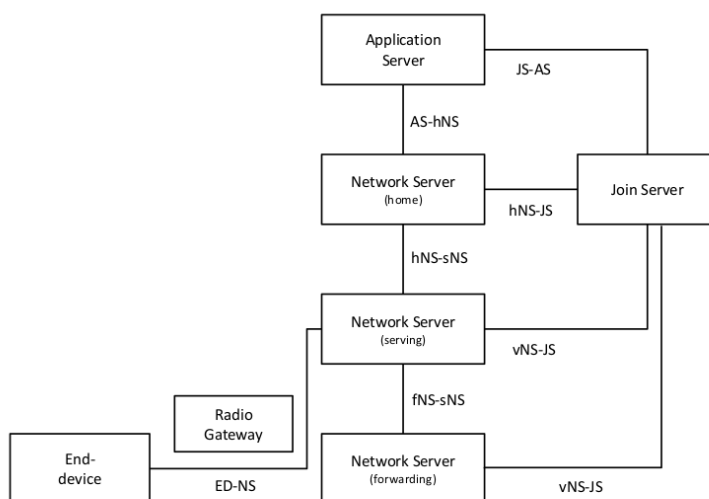 Application
Server
JS-AS
AS-hNS
Network Server
(home)
Join Server
hNS-JS
hNS-sNS
Network Server
(serving)
vNS-JS
fNS-sNS
Radio
Gateway
End-
device
Network Server
(forwarding)
ED-NS
vNS-JS